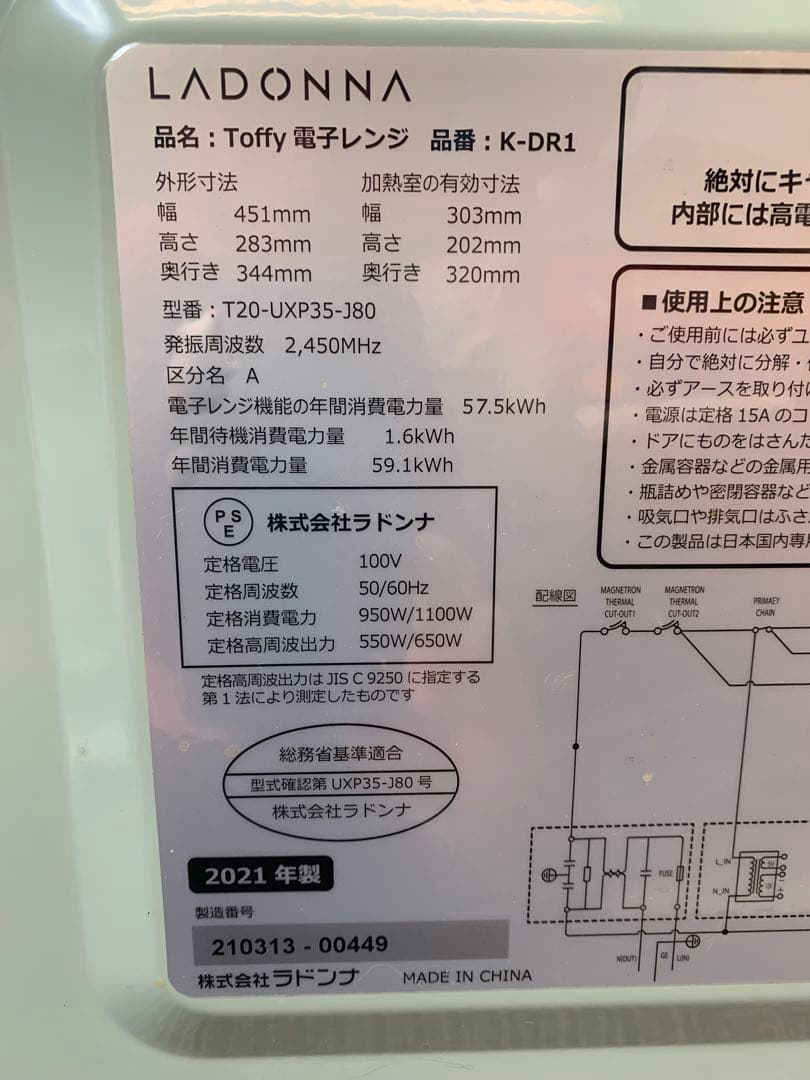 LADONNA
品名：Toffy 電子レンジ 品番：K-DR1
外形寸法 加熱室の有効寸法
幅 451mm 幅 303mm
高さ 283mm 高さ 202mm
奥行き 344mm 奥行き 320mm
型番：T20-UXP35-J80
発振周波数 2,450MHz
区分名 A
電子レンジ機能の年間消費電力量 57.5kWh
年間待機消費電力量 1.6kWh
年間消費電力量 59.1kWh
PSE 株式会社ラドンナ
定格電圧 100V
定格周波数 50/60Hz
定格消費電力 950W/1100W
定格高周波出力 550W/650W
定格高周波出力は JIS C 9250 に指定する
第1法により測定したものです
総務省基準適合
型式確認第 UXP35-J80 号
株式会社ラドンナ
2021 年製
製造番号
210313 - 00449
株式会社ラドンナ MADE IN CHINA
絶対にキ
内部には高電
■使用上の注意
・ご使用前には必ずユ
・自分で絶対に分解・
・必ずアースを取り付け
・電源は定格 15A のコ
・ドアにものをはさんだ
・金属容器などの金属用
・瓶詰めや密閉容器など
・吸気口や排気口はふさ
・この製品は日本国内専用
配線図
MAGNETRON
THERMAL
CUT-OUT1
MAGNETRON
THERMAL
CUT-OUT2
PRIMAEY
CHAIN
FUSE
L_IN
N_IN
N(OUT)
GE
L(IN)